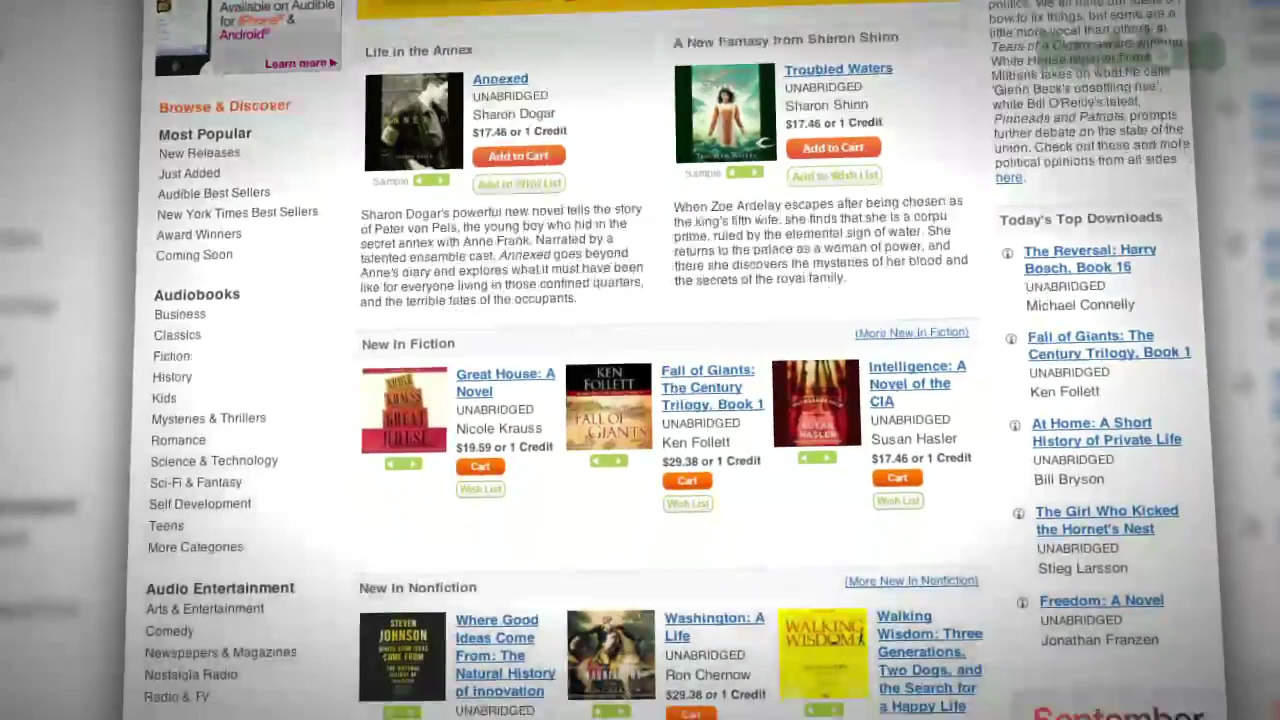 Available on Audible
for iPhone® &
Android®
Learn more
Browse & Discover
Most Popular
New Releases
Just Added
Audible Best Sellers
New York Times Best Sellers
Award Winners
Coming Soon
Audiobooks
Business
Classics
Fiction
History
Kids
Mysteries & Thrillers
Romance
Science & Technology
Sci-Fi & Fantasy
Self Development
Teens
More Categories
Audio Entertainment
Arts & Entertainment
Comedy
Newspapers & Magazines
Nostalgia Radio
Radio & TV
Life in the Annex
Annexed
UNABRIDGED
Sharon Dogar
$17.46 or 1 Credit
Add to Cart
Sample
Add to Wish List
Sharon Dogar's powerful new novel tells the story
of Peter van Pels, the young boy who hid in the
secret annex with Anne Frank. Narrated by a
talented ensemble cast, Annexed goes beyond
Anne's diary and explores what it must have been
like for everyone living in those confined quarters,
and the terrible fates of the occupants.
A New Fantasy from Sharon Shinn
Troubled Waters
UNABRIDGED
Sharon Shinn
$17.46 or 1 Credit
Add to Cart
Sample
Add to Wish List
When Zoe Ardelay escapes after being chosen as
the king's fifth wife, she finds that she is a coru
prime, ruled by the elemental sign of water. She
returns to the palace as a woman of power, and
there she discovers the mysteries of her blood and
the secrets of the royal family.
New In Fiction
(More New In Fiction)
Great House: A
Novel
UNABRIDGED
Nicole Krauss
$19.59 or 1 Credit
Cart
Wish List
KEN
FOLLETT
FALL OF
GIANTS
Fall of Giants:
The Century
Trilogy, Book 1
UNABRIDGED
Ken Follett
$29.38 or 1 Credit
Cart
Wish List
SUSAN
HASLER
Intelligence: A
Novel of the
CIA
UNABRIDGED
Susan Hasler
$17.46 or 1 Credit
Cart
Wish List
New In Nonfiction
(More New In Nonfiction)
STEVEN
JOHNSON
WHERE GOOD
IDEAS COME
FROM
Where Good
Ideas Come
From: The
Natural History
of Innovation
UNABRIDGED
Washington: A
Life
UNABRIDGED
Ron Chernow
$29.38 or 1 Credit
Cart
WALKING
WISDOM
Walking
Wisdom: Three
Generations,
Two Dogs, and
the Search for
a Happy Life
how to fix things, but some are a
little more vocal than others. In
Tears of a Clown, award-winning
White House reporter Dana
Milbank takes on what he calls
'Glenn Beck's unsettling rise',
while Bill O'Reilly's latest,
Pinheads and Patriots, prompts
further debate on the state of the
union. Check out these and more
political opinions from all sides
here.
Today's Top Downloads
The Reversal: Harry
Bosch, Book 16
UNABRIDGED
Michael Connelly
Fall of Giants: The
Century Trilogy, Book 1
UNABRIDGED
Ken Follett
At Home: A Short
History of Private Life
UNABRIDGED
Bill Bryson
The Girl Who Kicked
the Hornet's Nest
UNABRIDGED
Stieg Larsson
Freedom: A Novel
UNABRIDGED
Jonathan Franzen
September